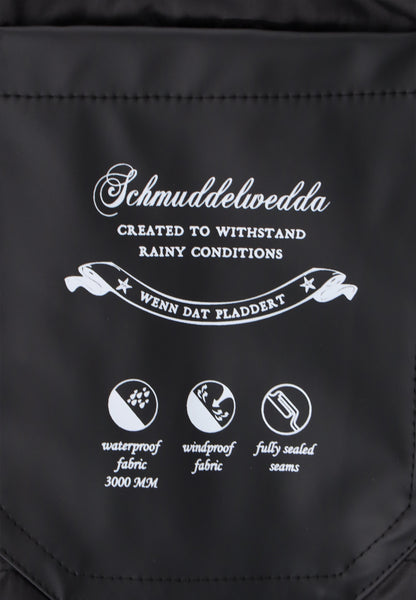 Schmuddelwedda
CREATED TO WITHSTAND
RAINY CONDITIONS
WENN DAT PLADDERT
waterproof
fabric
3000 MM
windproof
fabric
fully sealed
seams